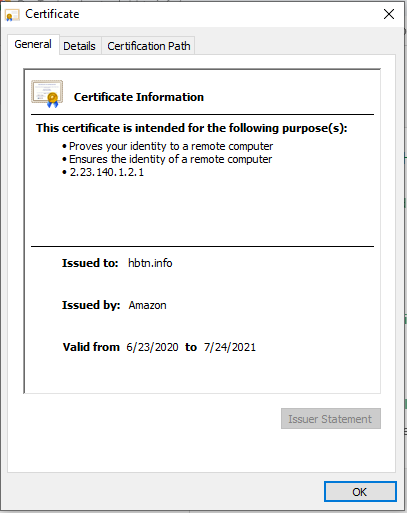 Certificate
General Details Certification Path
Certificate Information
This certificate is intended for the following purpose(s):
• Proves your identity to a remote computer
• Ensures the identity of a remote computer
• 2.23.140.1.2.1
Issued to: hbtn.info
Issued by: Amazon
Valid from 6/23/2020 to 7/24/2021
Issuer Statement
OK